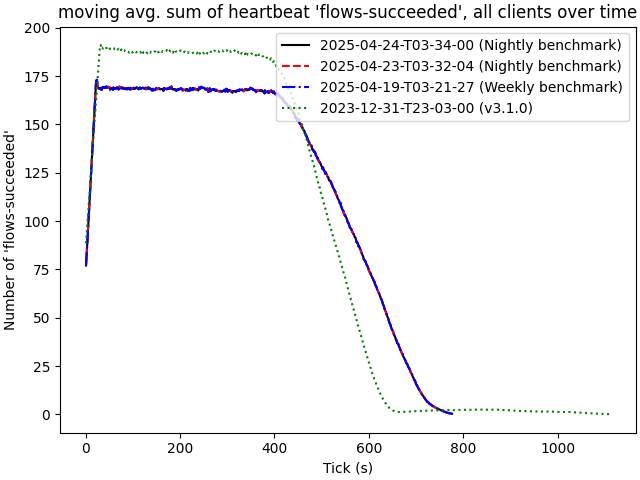 moving avg. sum of heartbeat 'flows-succeeded', all clients over time
Number of 'flows-succeeded'
200
175
150
125
100
75
50
25
0
2025-04-24-T03-34-00 (Nightly benchmark)
2025-04-23-T03-32-04 (Nightly benchmark)
2025-04-19-T03-21-27 (Weekly benchmark)
2023-12-31-T23-03-00 (v3.1.0)
0 200 400 600 800 1000
Tick (s)